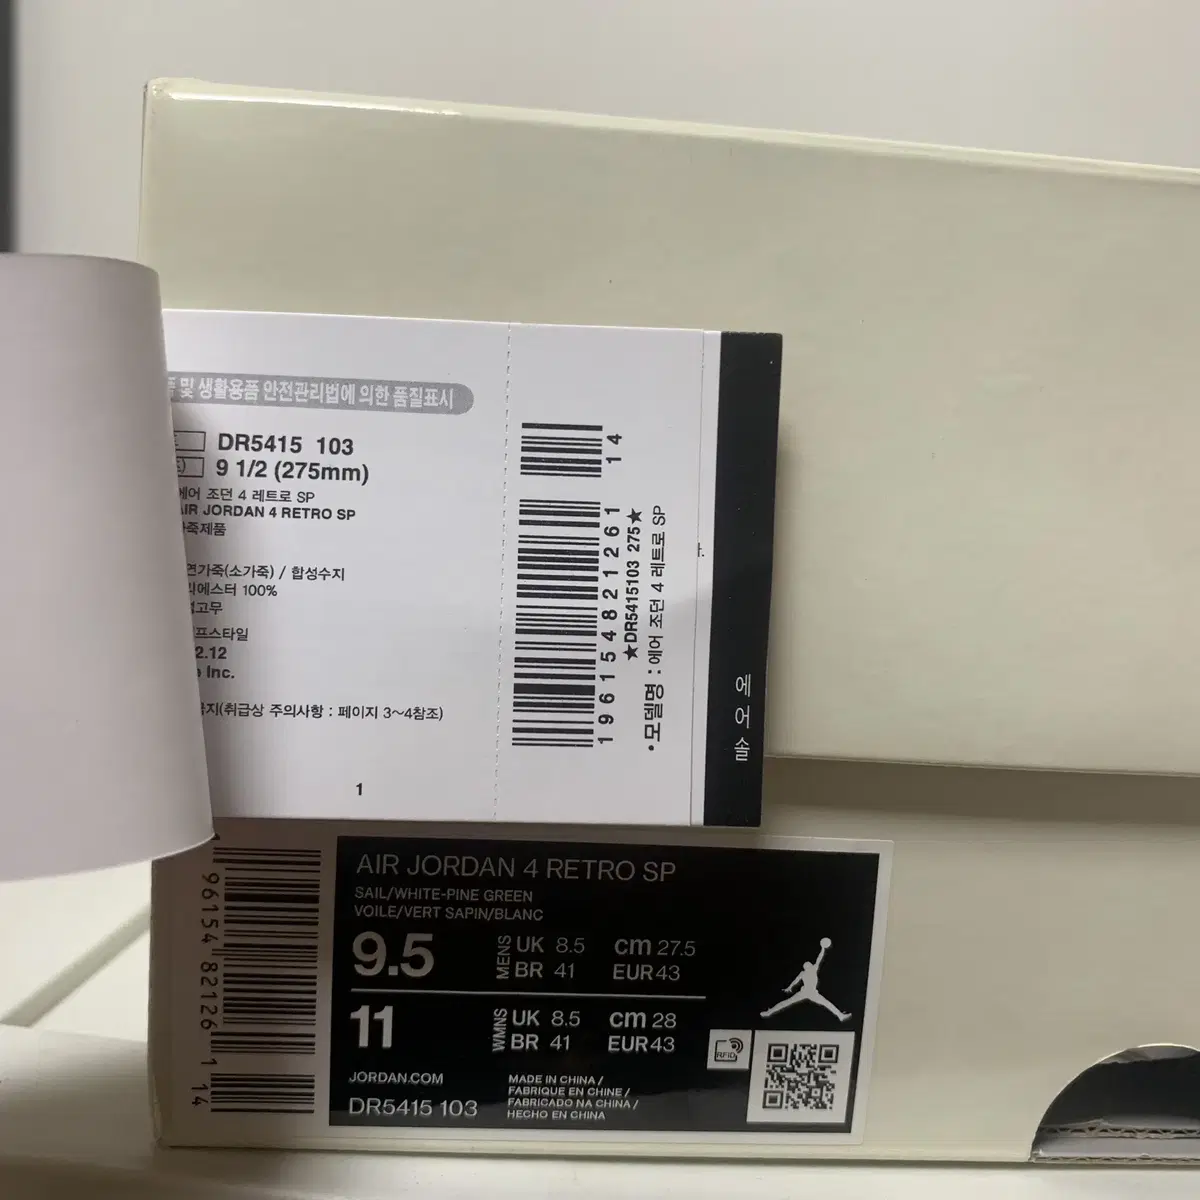 및 생활용품 안전관리법에 의한 품질표시
DR5415 103
9 1/2 (275mm)
에어 조던 4 레트로 SP
AIR JORDAN 4 RETRO SP
죽제품
연가죽(소가죽) / 합성수지
에스터 100%
고무
프스타일
2.12
Inc.
지(취급상 주의사항 : 페이지 3~4참조)
1
14
196154821261
★DR5415103 275★
•모델명 : 에어 조던 4 레트로 SP
에어솔
96154 82126 1 14
AIR JORDAN 4 RETRO SP
SAIL/WHITE-PINE GREEN
VOILE/VERT SAPIN/BLANC
9.5 MENS UK 8.5 cm 27.5
BR 41 EUR 43
11 WMNS UK 8.5 cm 28
BR 41 EUR 43
RFID
JORDAN.COM
DR5415 103
MADE IN CHINA /
FABRIQUE EN CHINE /
FABRICADO NA CHINA /
HECHO EN CHINA